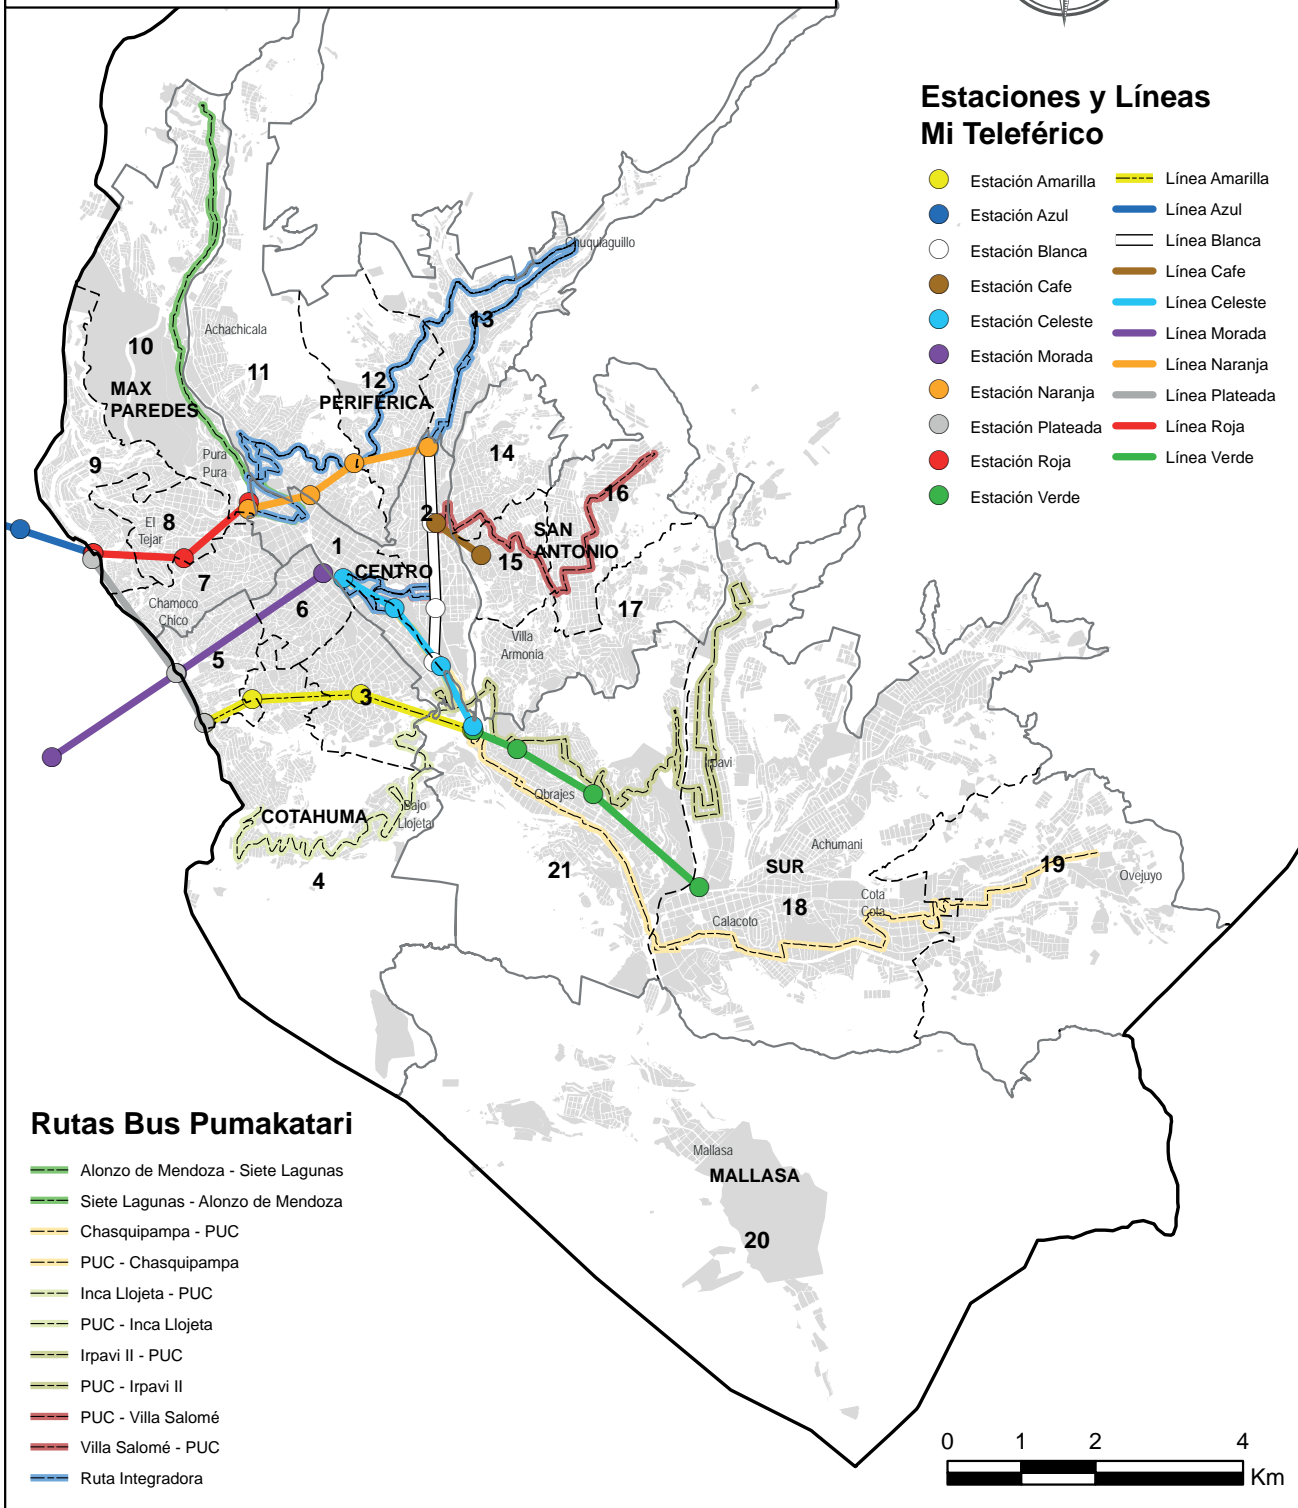 Estaciones y Líneas
Mi Teleférico
Estación Amarilla
Estación Azul
Estación Blanca
Estación Cafe
Estación Celeste
Estación Morada
Estación Naranja
Estación Plateada
Estación Roja
Estación Verde
Línea Amarilla
Línea Azul
Línea Blanca
Línea Cafe
Línea Celeste
Línea Morada
Línea Naranja
Línea Plateada
Línea Roja
Línea Verde
Chuquiaguillo
13
Achachicala
10
11
12
MAX
PAREDES
PERIFÉRICA
Pura
Pura
9
14
16
8
El
Tejar
2
SAN
ANTONIO
1
15
CENTRO
7
Chamoco
Chico
6
17
Villa
Armonía
5
3
Irpavi
Obrajes
Bajo
Llojeta
COTAHUMA
4
21
Achumani
SUR
19
Ovejuyo
Cota
Cota
18
Calacoto
Mallasa
MALLASA
20
Rutas Bus Pumakatari
Alonzo de Mendoza - Siete Lagunas
Siete Lagunas - Alonzo de Mendoza
Chasquipampa - PUC
PUC - Chasquipampa
Inca Llojeta - PUC
PUC - Inca Llojeta
Irpavi II - PUC
PUC - Irpavi II
PUC - Villa Salomé
Villa Salomé - PUC
Ruta Integradora
0 1 2 4
Km